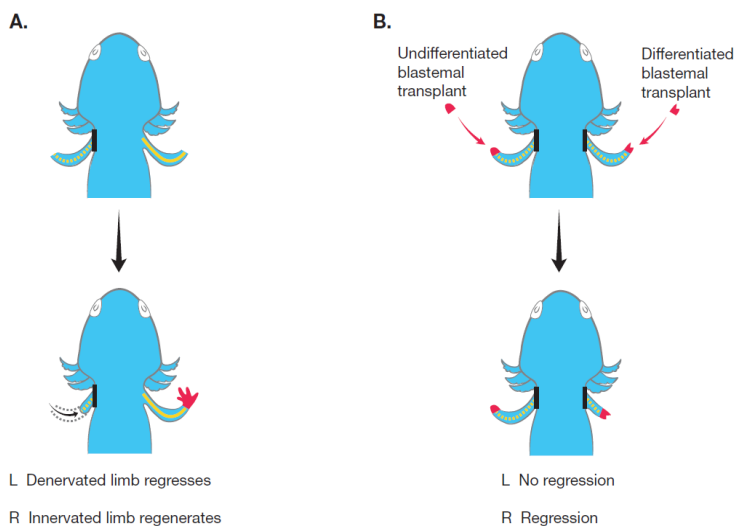 A.
B.
Undifferentiated
blastemal
transplant
Differentiated
blastemal
transplant
L Denervated limb regresses
R Innervated limb regenerates
L No regression
R Regression